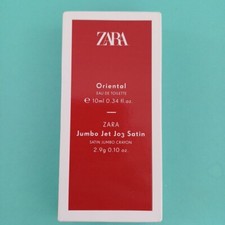 ZARA
Oriental
EAU DE TOILETTE
℮ 10ml 0.34 fl.oz
ZARA
Jumbo Jet J03 Satin
SATIN JUMBO CRAYON
2.9g 0.10 oz